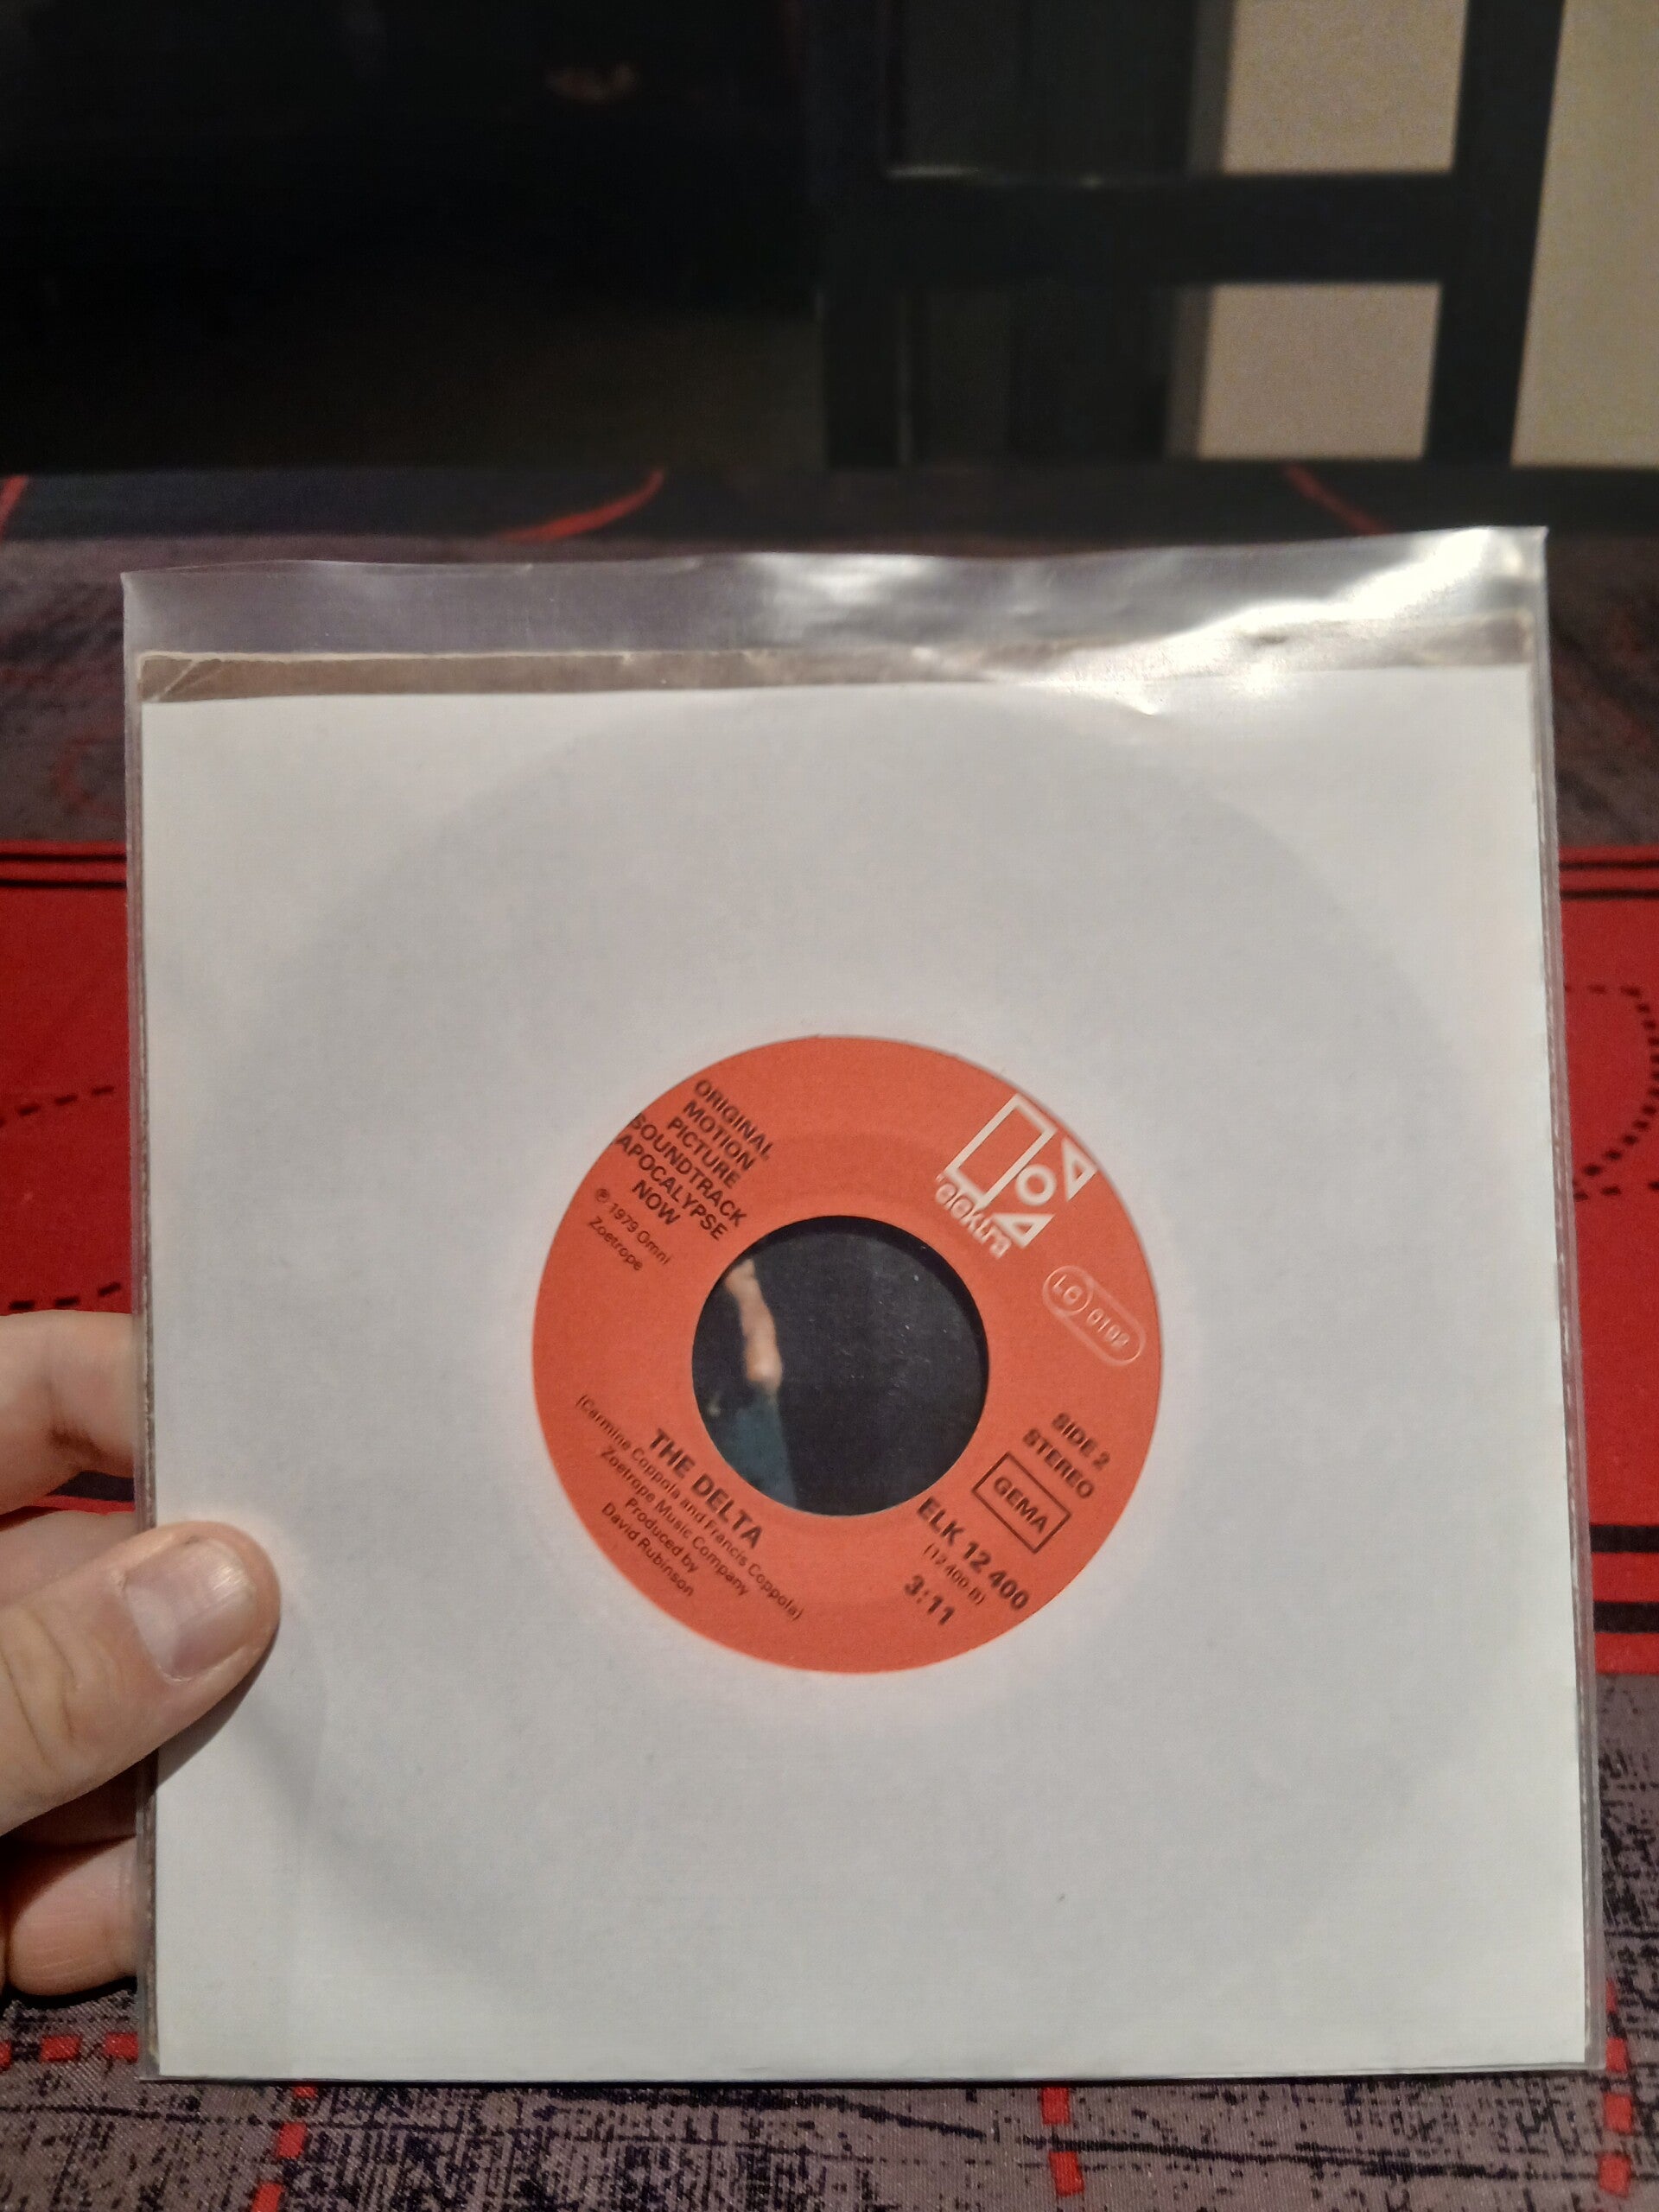 ORIGINAL
MOTION
PICTURE
SOUNDTRACK
APOCALYPSE
NOW
℗ 1979 Omni
Zoetrope
elektra
LC 0192
SIDE 2
STEREO
GEMA
ELK 12 400
(12 400 B)
3:11
THE DELTA
(Carmine Coppola and Francis Coppola)
Zoetrope Music Company
Produced by
David Rubinson